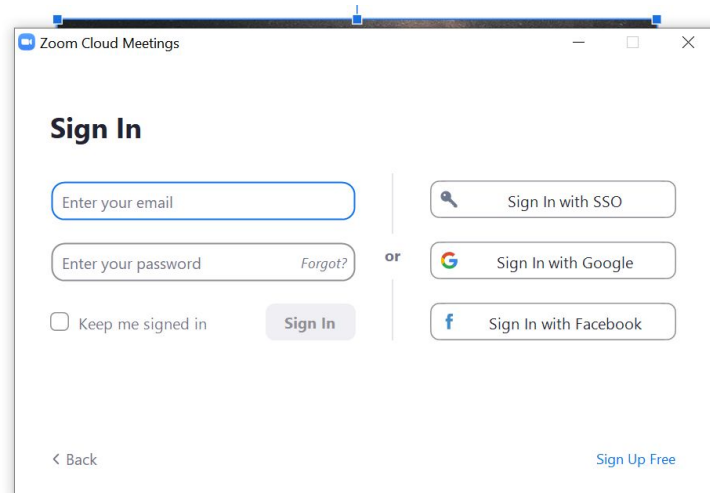 Zoom Cloud Meetings
Sign In
Enter your email
Enter your password Forgot?
Keep me signed in Sign In
or
Sign In with SSO
Sign In with Google
Sign In with Facebook
Back
Sign Up Free